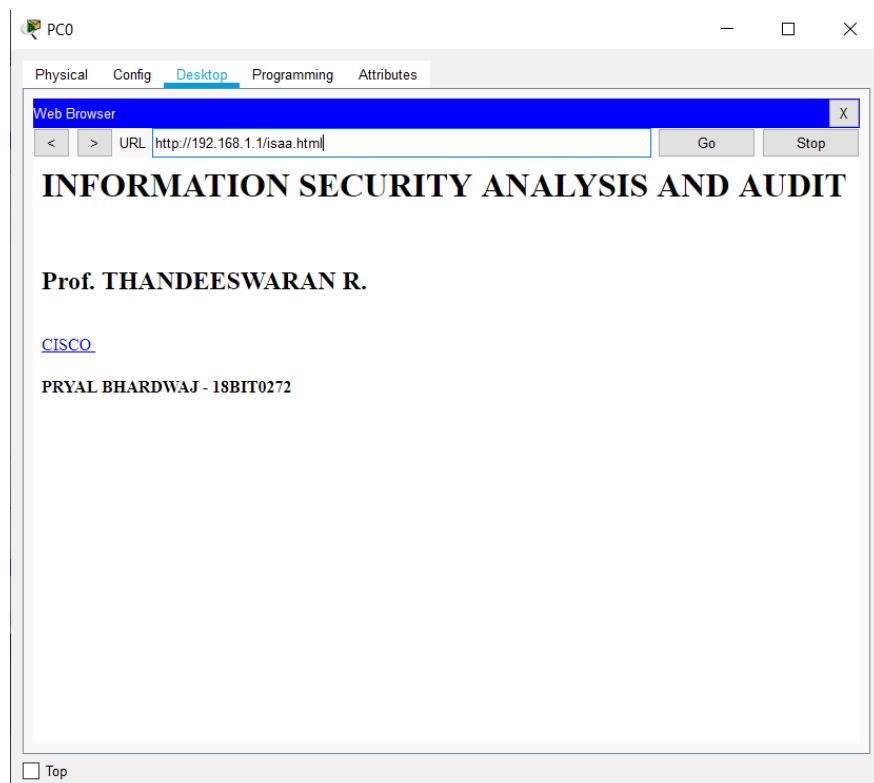 PC0
Physical Config Desktop Programming Attributes
Web Browser X
< > URL http://192.168.1.1/isaa.html Go Stop
INFORMATION SECURITY ANALYSIS AND AUDIT
Prof. THANDEESWARAN R.
CISCO
PRYAL BHARDWAJ - 18BIT0272
Top